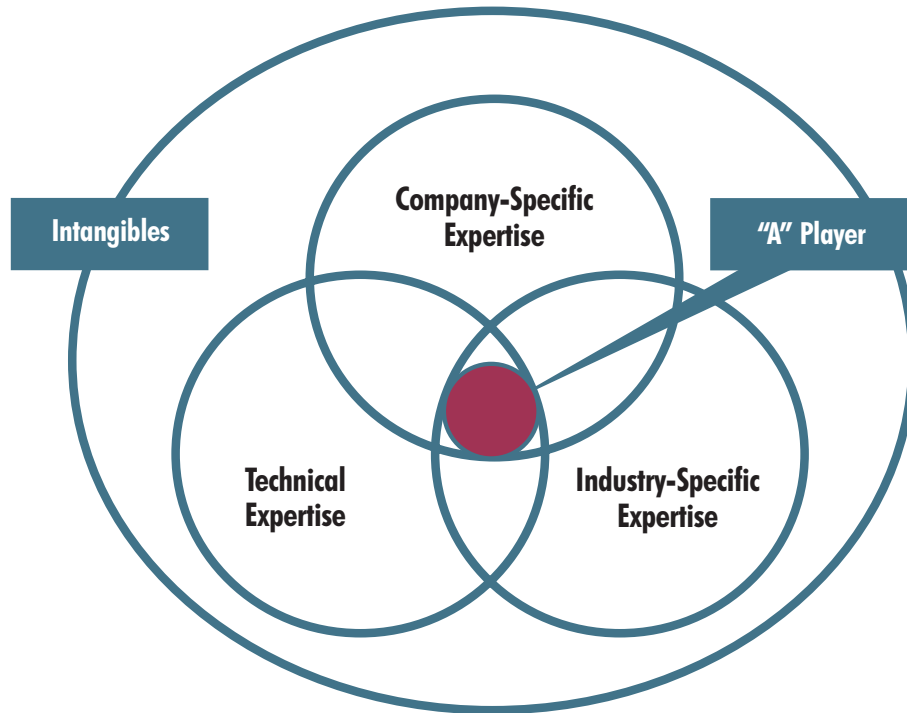 Company-Specific
Expertise
Intangibles
“A” Player
Technical
Expertise
Industry-Specific
Expertise